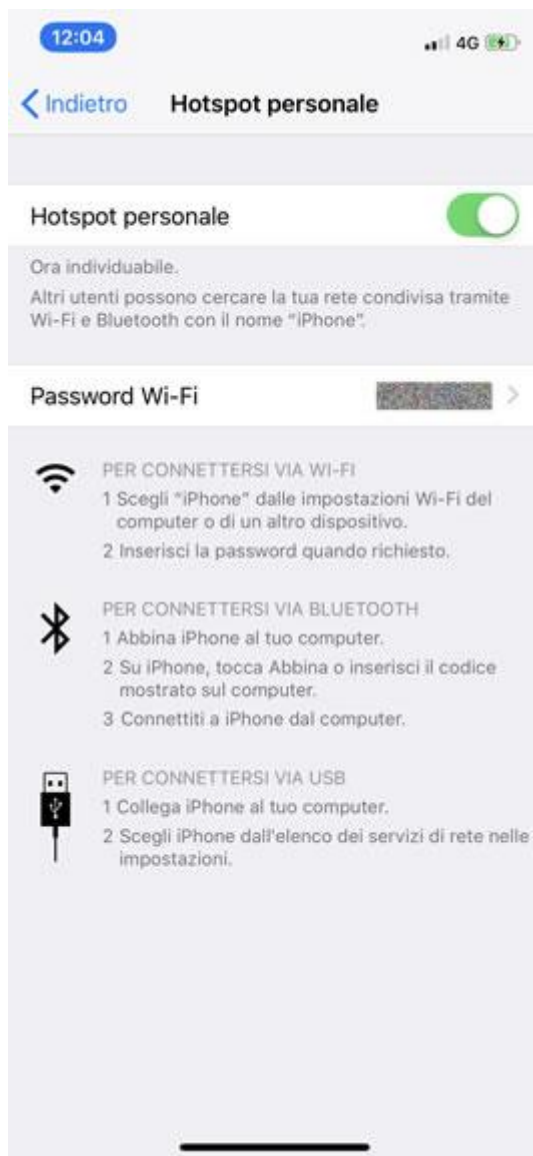 12:04
4G
Indietro
Hotspot personale
Hotspot personale
Ora individuabile.
Altri utenti possono cercare la tua rete condivisa tramite
Wi-Fi e Bluetooth con il nome “iPhone”.
Password Wi-Fi
PER CONNETTERSI VIA WI-FI
1 Scegli “iPhone” dalle impostazioni Wi-Fi del
computer o di un altro dispositivo.
2 Inserisci la password quando richiesto.
PER CONNETTERSI VIA BLUETOOTH
1 Abbina iPhone al tuo computer.
2 Su iPhone, tocca Abbina o inserisci il codice
mostrato sul computer.
3 Connettiti a iPhone dal computer.
PER CONNETTERSI VIA USB
1 Collega iPhone al tuo computer.
2 Scegli iPhone dall'elenco dei servizi di rete nelle
impostazioni.